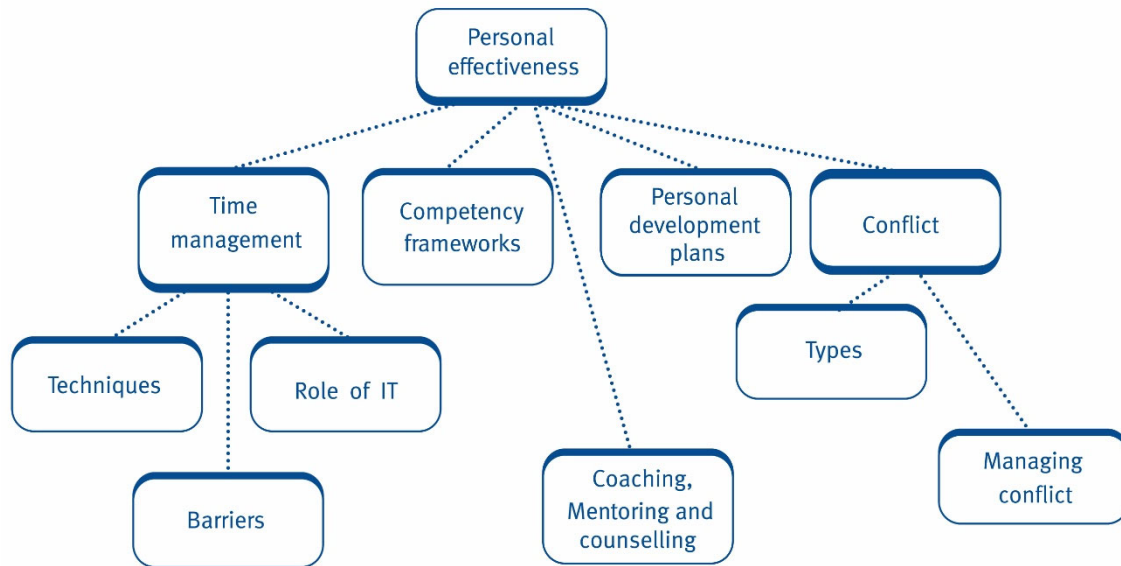 Personal
effectiveness
Time
management
Competency
frameworks
Personal
development
plans
Conflict
Techniques
Role of IT
Types
Barriers
Coaching,
Mentoring and
counselling
Managing
conflict